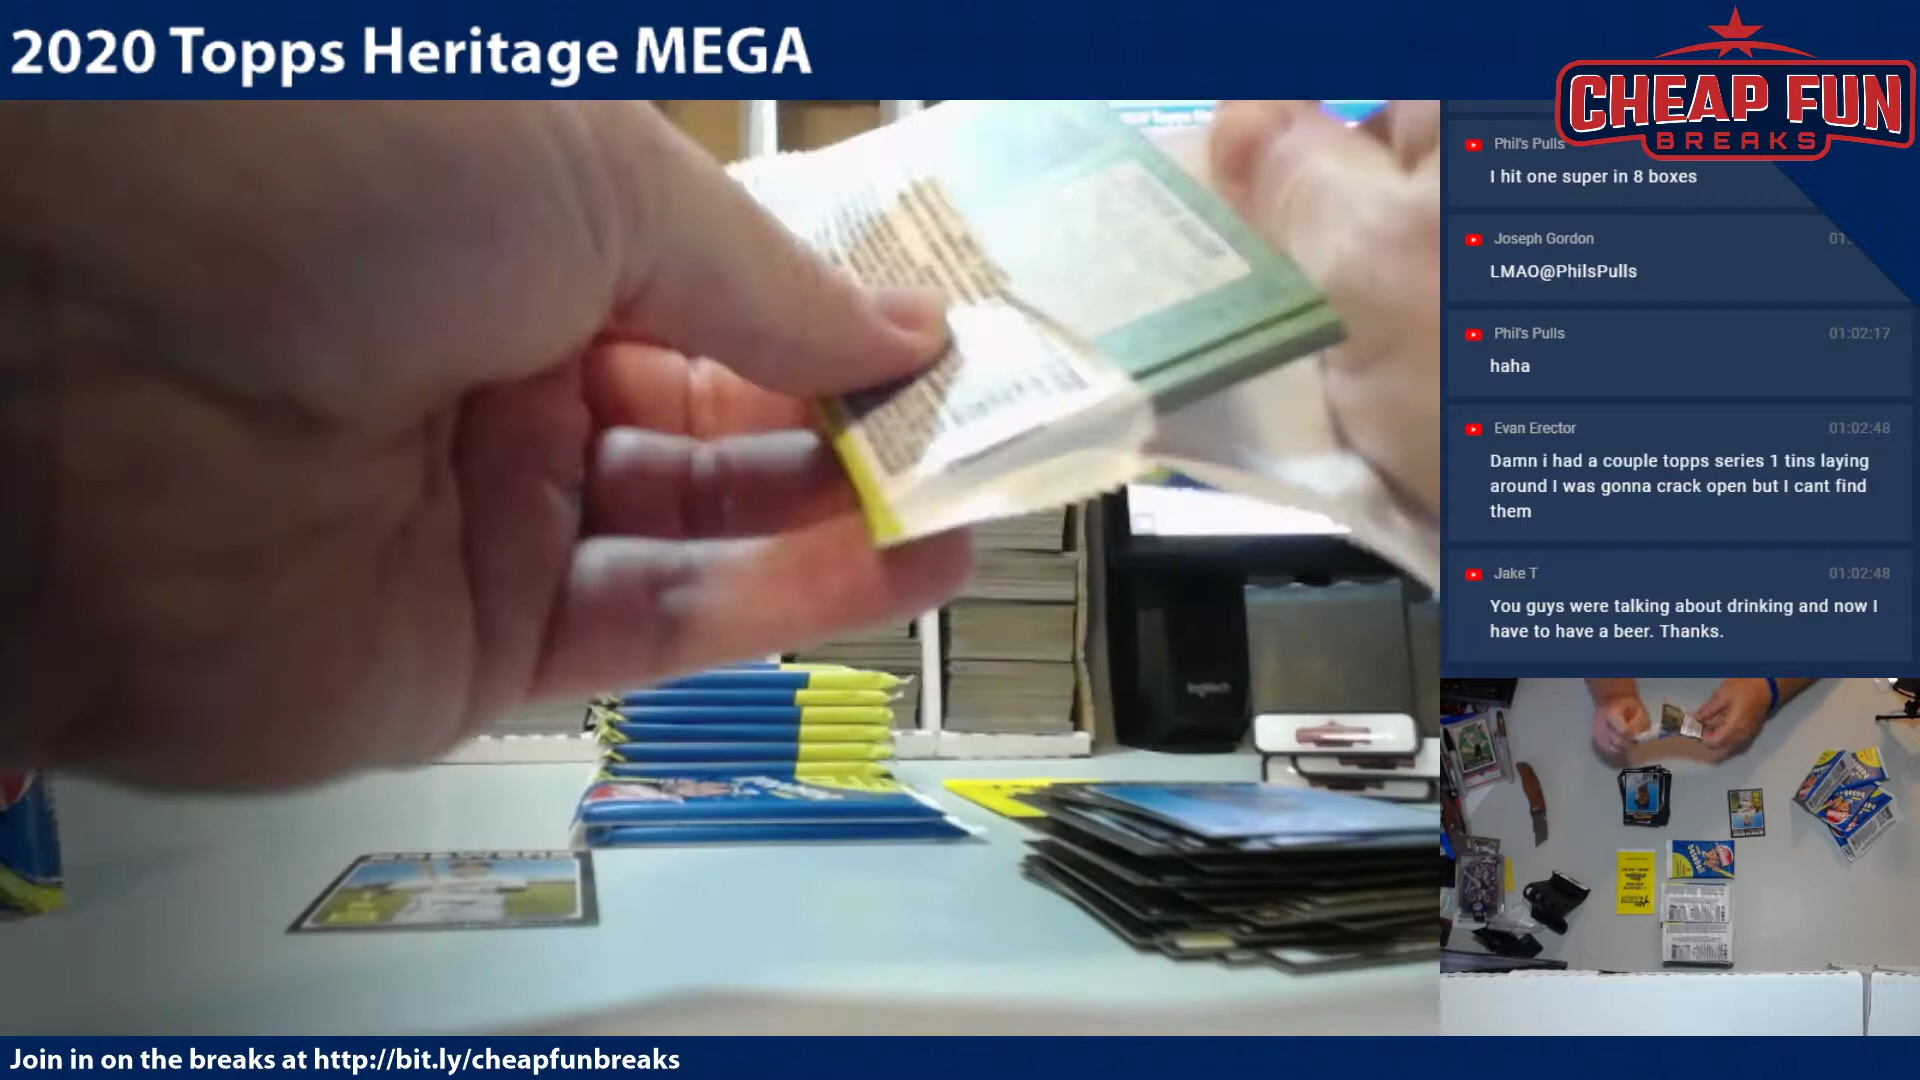 2020 Topps Heritage MEGA
CHEAP FUN
BREAKS
Phil's Pulls
I hit one super in 8 boxes
Joseph Gordon 01:
LMAO@PhilsPulls
Phil's Pulls 01:02:17
haha
Evan Erector 01:02:48
Damn i had a couple topps series 1 tins laying
around I was gonna crack open but I cant find
them
Jake T 01:02:48
You guys were talking about drinking and now I
have to have a beer. Thanks.
logitech
Join in on the breaks at http://bit.ly/cheapfunbreaks